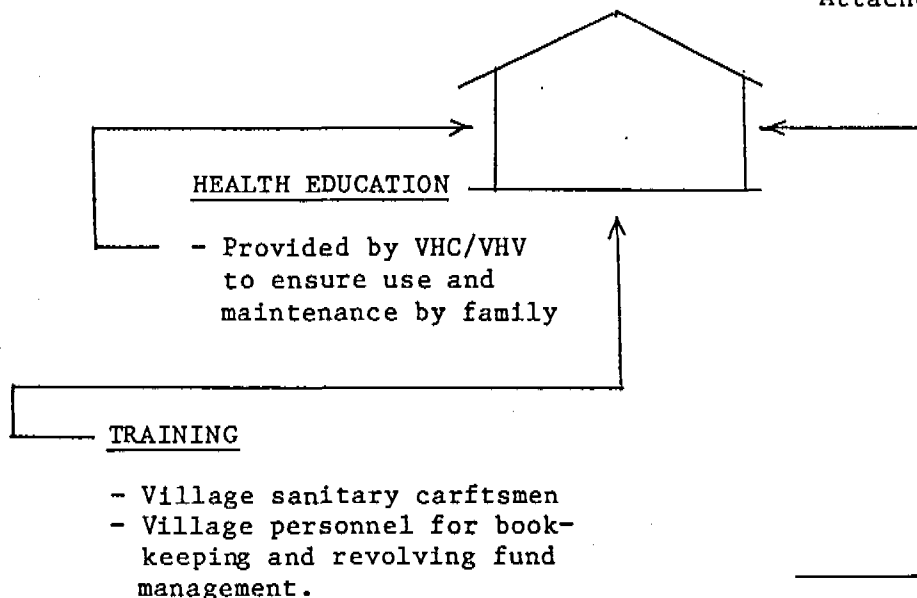 HEALTH EDUCATION
- Provided by VHC/VHV
to ensure use and
maintenance by family
TRAINING
- Village sanitary carftsmen
- Village personnel for book-
keeping and revolving fund
management.